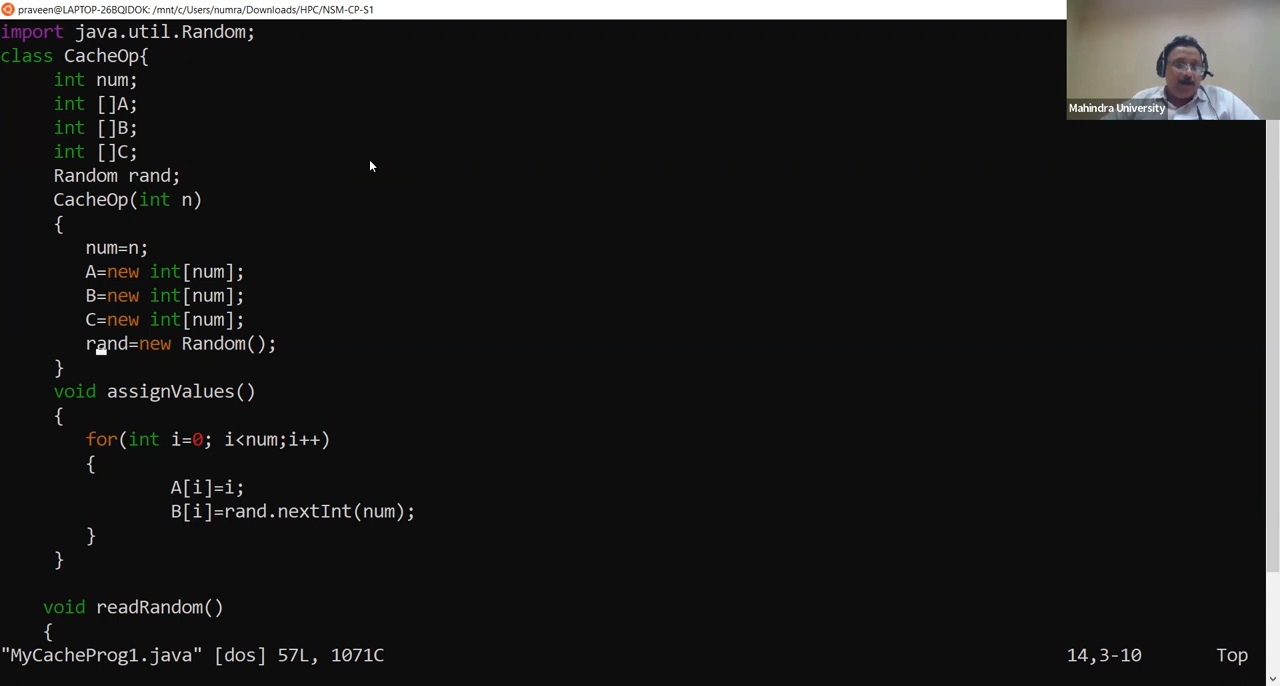 praveen@LAPTOP-26BQIDOK: /mnt/c/Users/numra/Downloads/HPC/NSM-CP-S1
import java.util.Random;
class CacheOp{
int num;
int []A;
int []B;
int []C;
Random rand;
CacheOp(int n)
{
num=n;
A=new int[num];
B=new int[num];
C=new int[num];
rand=new Random();
}
void assignValues()
{
for(int i=0; i<num;i++)
{
A[i]=i;
B[i]=rand.nextInt(num);
}
}
void readRandom()
{
"MyCacheProg1.java" [dos] 57L, 1071C 14,3-10 Top
Mahindra University